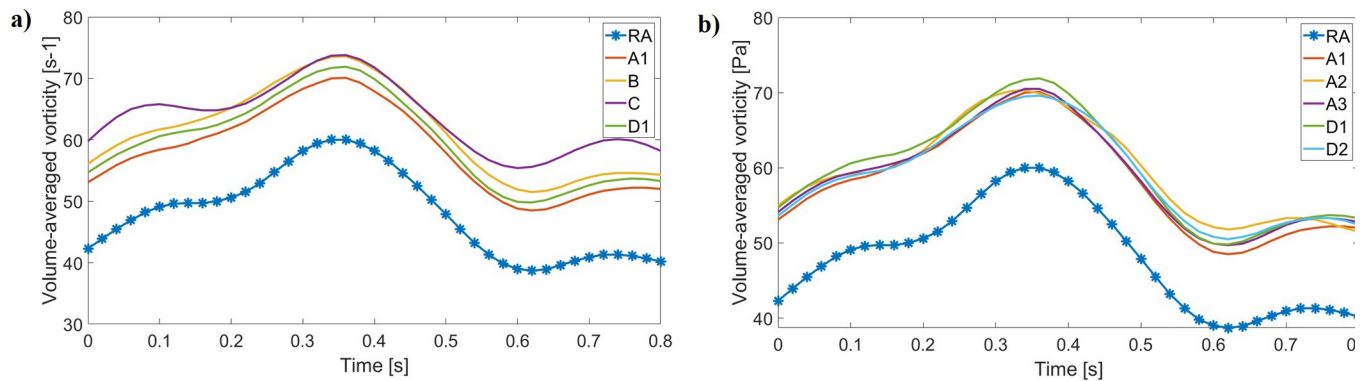 a)
Volume-averaged vorticity [s-1]
80
70
60
50
40
30
0 0.1 0.2 0.3 0.4 0.5 0.6 0.7 0.8
Time [s]
RA
A1
B
C
D1
b)
Volume-averaged vorticity [Pa]
80
70
60
50
40
0 0.1 0.2 0.3 0.4 0.5 0.6 0.7
Time [s]
RA
A1
A2
A3
D1
D2